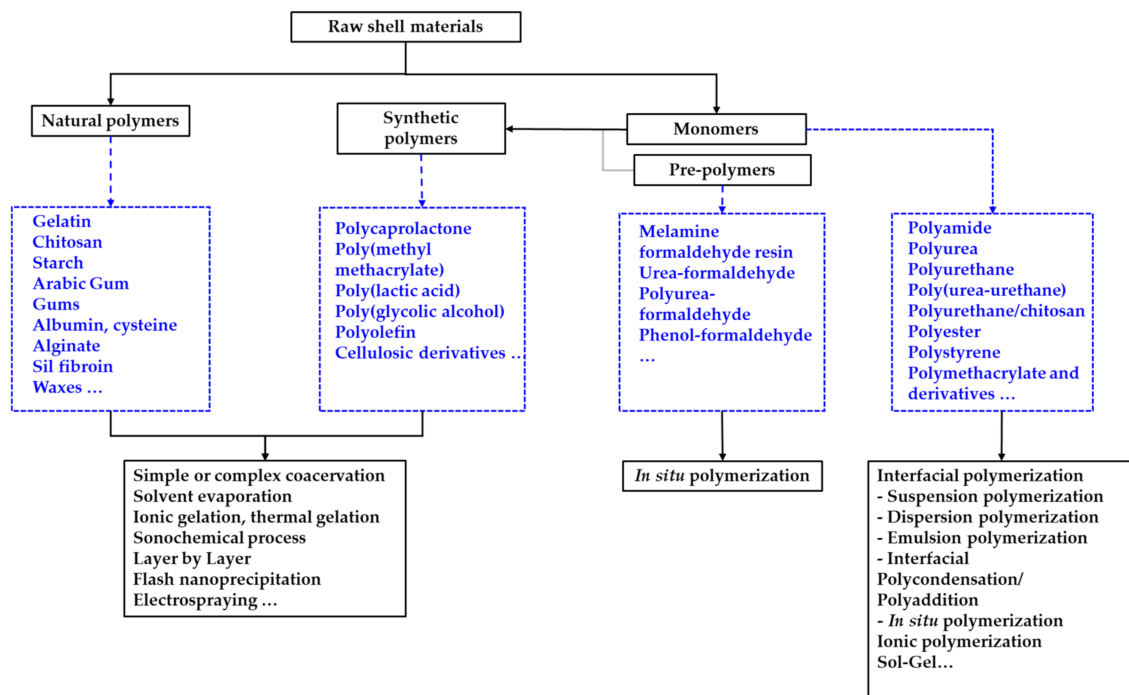 Raw shell materials
Natural polymers
Synthetic
polymers
Monomers
Pre-polymers
Gelatin
Chitosan
Starch
Arabic Gum
Gums
Albumin, cysteine
Alginate
Sil fibroin
Waxes …
Polycaprolactone
Poly(methyl
methacrylate)
Poly(lactic acid)
Poly(glycolic alcohol)
Polyolefin
Cellulosic derivatives …
Melamine
formaldehyde resin
Urea-formaldehyde
Polyurea-
formaldehyde
Phenol-formaldehyde
…
Polyamide
Polyurea
Polyurethane
Poly(urea-urethane)
Polyurethane/chitosan
Polyester
Polystyrene
Polymethacrylate and
derivatives …
Simple or complex coacervation
Solvent evaporation
Ionic gelation, thermal gelation
Sonochemical process
Layer by Layer
Flash nanoprecipitation
Electrospraying …
In situ polymerization
Interfacial polymerization
- Suspension polymerization
- Dispersion polymerization
- Emulsion polymerization
- Interfacial
Polycondensation/
Polyaddition
- In situ polymerization
Ionic polymerization
Sol-Gel…